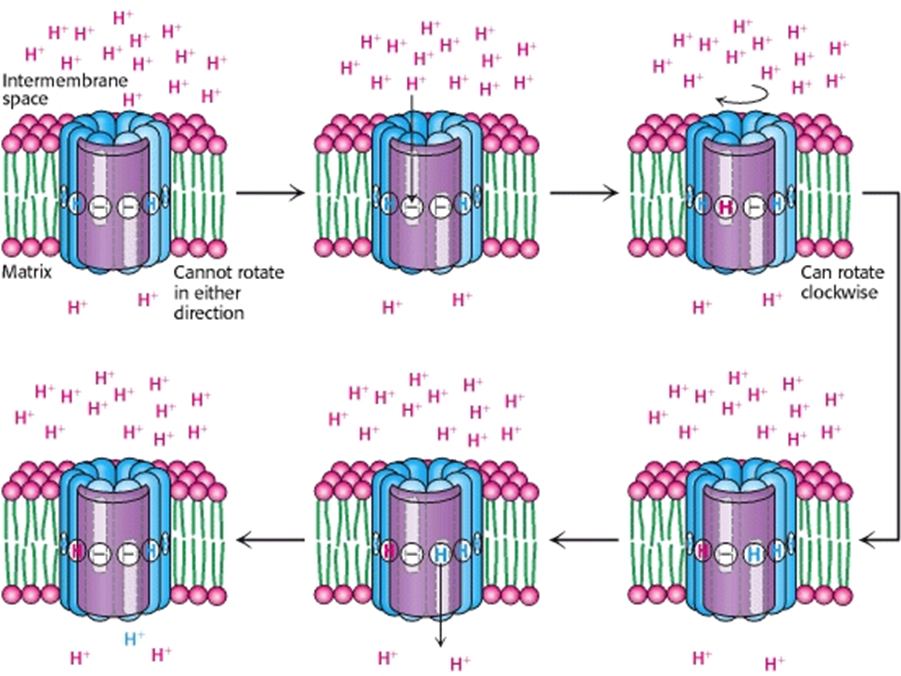 H⁺
H⁺ H⁺ H⁺
H⁺
H⁺ H⁺ H⁺
H⁺ H⁺
Intermembrane
space
H⁺
H⁺ H⁺
H − − H
Matrix
Cannot rotate
in either
direction
H⁺ H⁺
H⁺
H⁺ H⁺ H⁺ H⁺
H⁺
H⁺ H⁺
H⁺
H⁺ H⁺ H⁺ H⁺ H⁺
H − − H
H⁺ H⁺
H⁺
H⁺ H⁺ H⁺ H⁺
H⁺
H⁺ H⁺
H⁺
H⁺ H⁺ H⁺ H⁺
H H − H
Can rotate
clockwise
H⁺ H⁺
H⁺ H⁺
H⁺ H⁺ H⁺ H⁺
H⁺ H⁺ H⁺
H⁺ H⁺ H⁺ H⁺
H − − H
H⁺
H⁺ H⁺
H⁺ H⁺
H⁺ H⁺ H⁺ H⁺
H⁺ H⁺ H⁺
H⁺ H⁺ H⁺ H⁺
H − H H
H⁺ H⁺
H⁺ H⁺
H⁺ H⁺ H⁺ H⁺
H⁺ H⁺ H⁺
H⁺ H⁺ H⁺ H⁺
H − H H
H⁺ H⁺